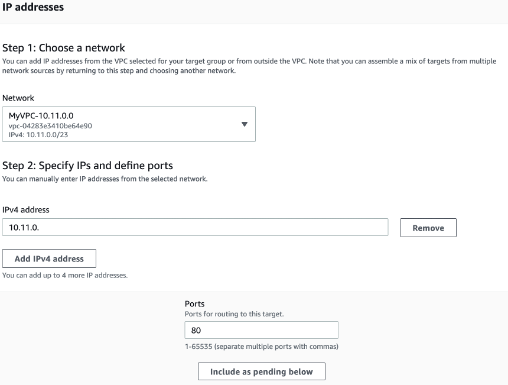 IP addresses
Step 1: Choose a network
You can add IP addresses from the VPC selected for your target group or from outside the VPC. Note that you can assemble a mix of targets from multiple
network sources by returning to this step and choosing another network.
Network
MyVPC-10.11.0.0
vpc-04283e3410be64e90
IPv4: 10.11.0.0/23
Step 2: Specify IPs and define ports
You can manually enter IP addresses from the selected network.
IPv4 address
10.11.0.
Remove
Add IPv4 address
You can add up to 4 more IP addresses.
Ports
Ports for routing to this target.
80
1-65535 (separate multiple ports with commas)
Include as pending below